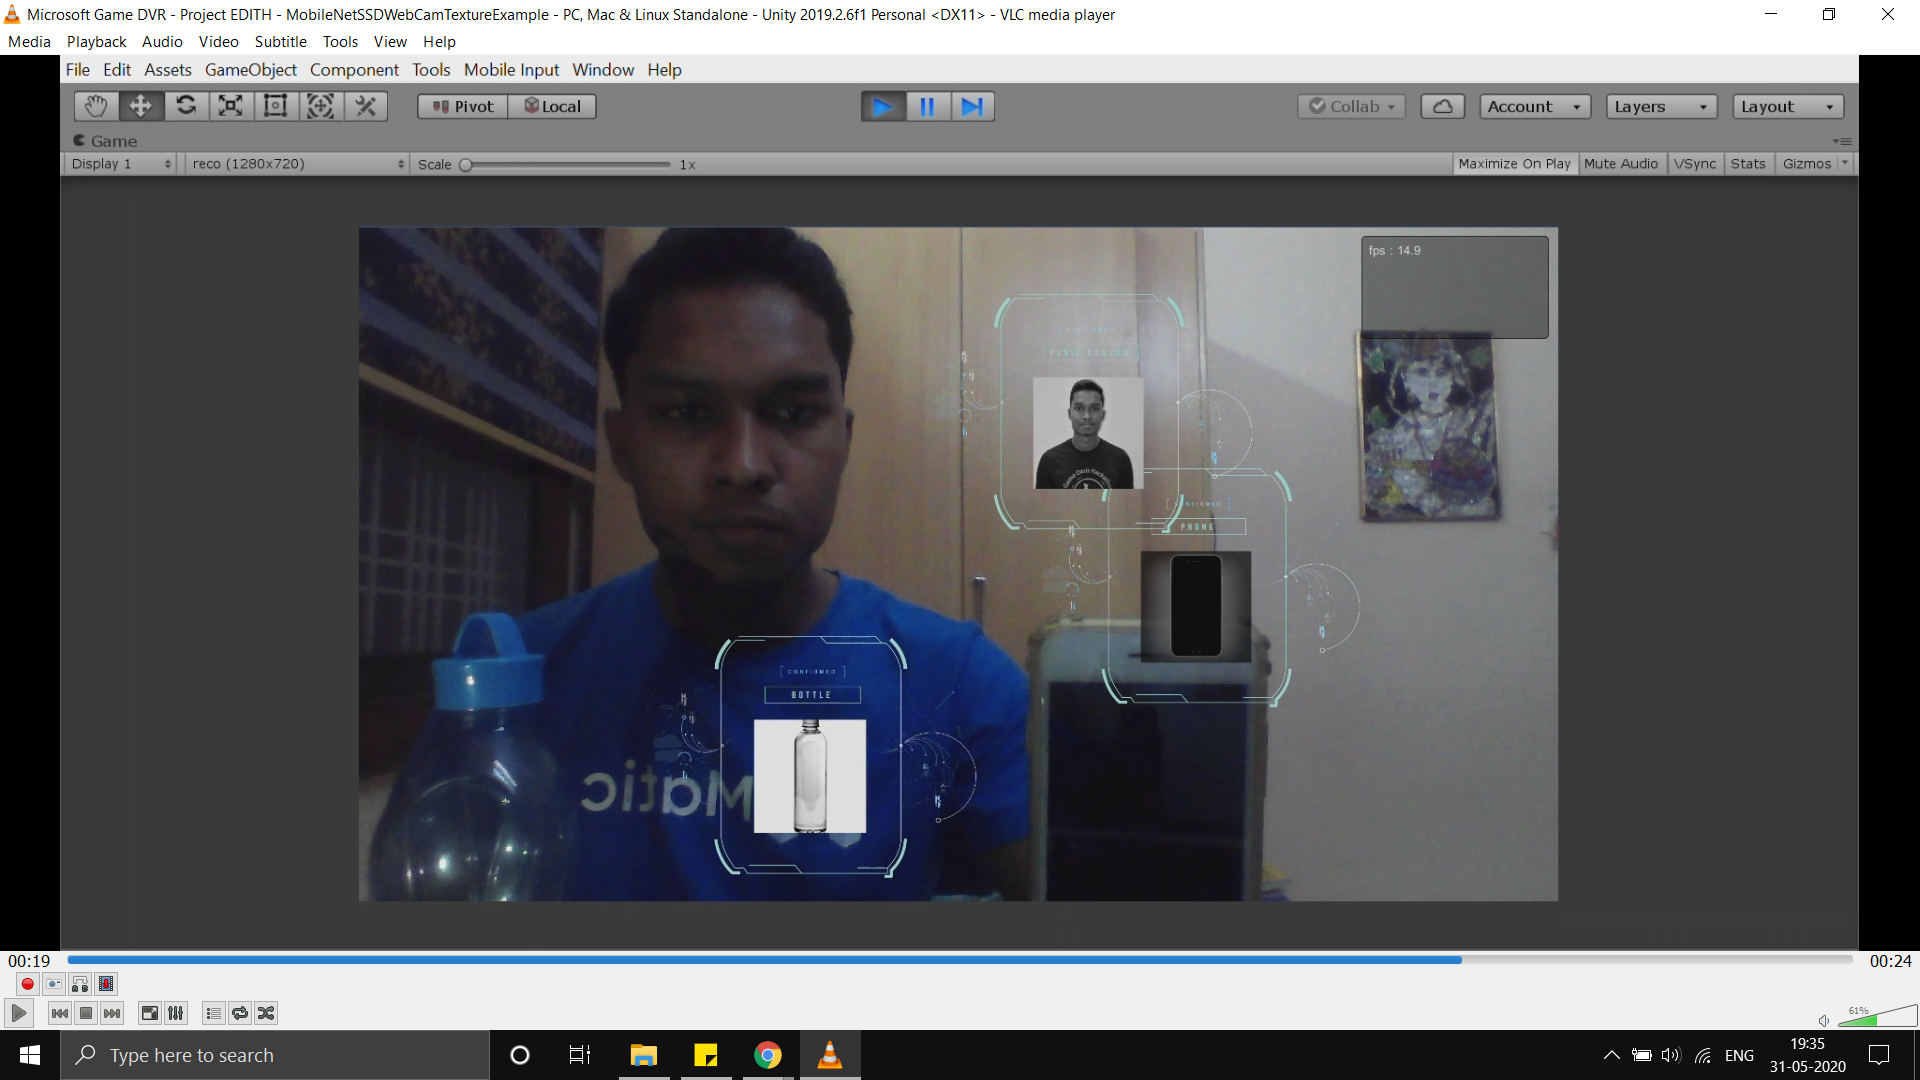 Microsoft Game DVR - Project EDITH - MobileNetSSDWebCamTextureExample - PC, Mac & Linux Standalone - Unity 2019.2.6f1 Personal <DX11> - VLC media player
Media Playback Audio Video Subtitle Tools View Help
File Edit Assets GameObject Component Tools Mobile Input Window Help
Pivot Local Collab Account Layers Layout
Game
Display 1 reco (1280x720) Scale 1x Maximize On Play Mute Audio VSync Stats Gizmos
fps : 14.9
CONFIRMED
PHONE
CONFIRMED
BOTTLE
Matic
00:19 00:24
61%
Type here to search
ENG
19:35
31-05-2020